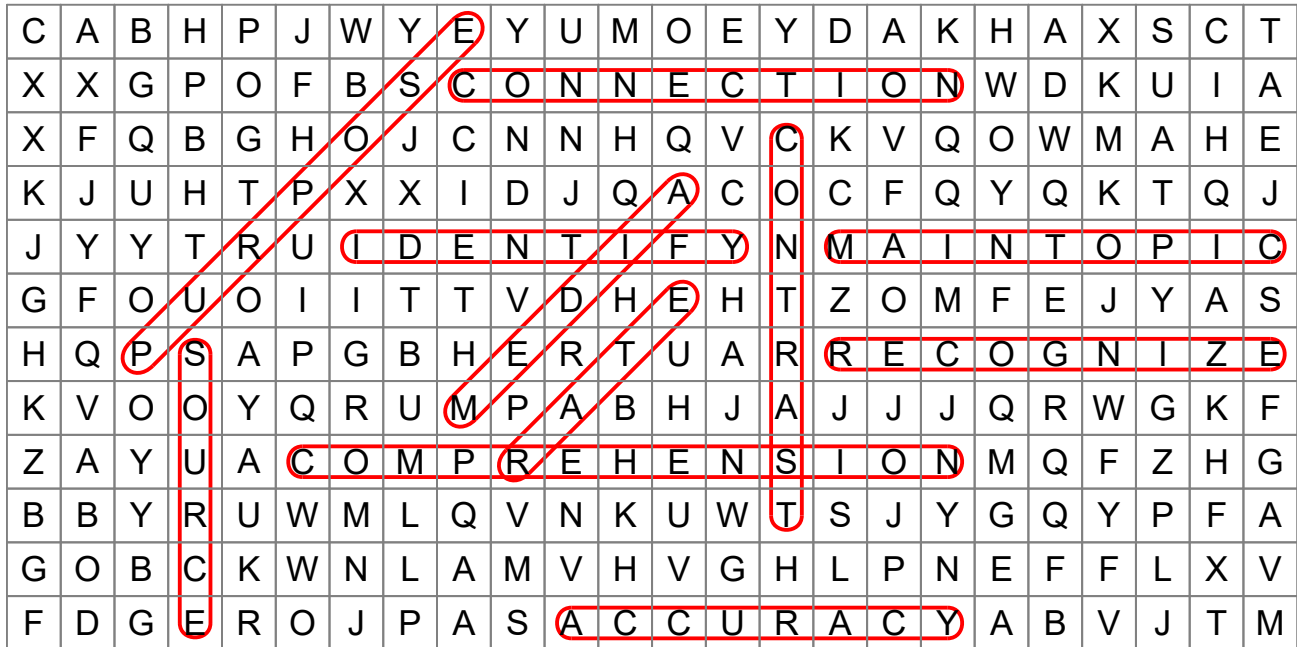 C A B H P J W Y E Y U M O E Y D A K H A X S C T
X X G P O F B S C O N N E C T I O N W D K U I A
X F Q B G H O J C N N H Q V C K V Q O W M A H E
K J U H T P X X I D J Q A C O C F Q Y Q K T Q J
J Y Y T R U I D E N T I F Y N M A I N T O P I C
G F O U O I I T T V D H E H T Z O M F E J Y A S
H Q P S A P G B H E R T U A R R E C O G N I Z E
K V O O Y Q R U M P A B H J A J J J Q R W G K F
Z A Y U A C O M P R E H E N S I O N M Q F Z H G
B B Y R U W M L Q V N K U W T S J Y G Q Y P F A
G O B C K W N L A M V H V G H L P N E F F L X V
F D G E R O J P A S A C C U R A C Y A B V J T M